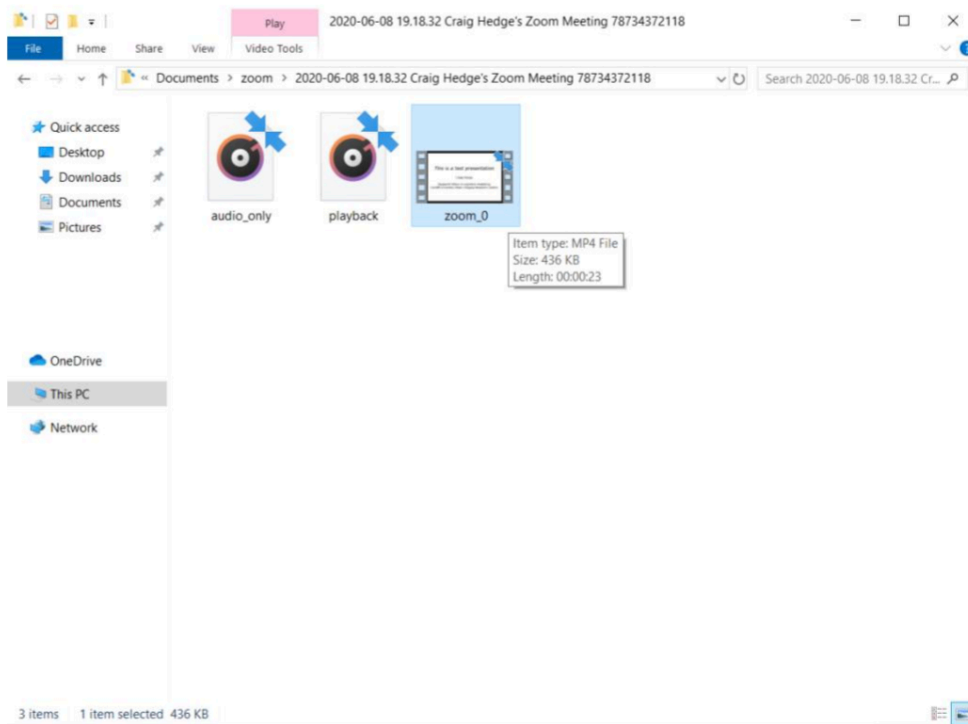 Play
2020-06-08 19.18.32 Craig Hedge's Zoom Meeting 78734372118
File
Home
Share
View
Video Tools
« Documents > zoom > 2020-06-08 19.18.32 Craig Hedge's Zoom Meeting 78734372118
Search 2020-06-08 19.18.32 Cr...
Quick access
Desktop
Downloads
Documents
Pictures
OneDrive
This PC
Network
This is a test presentation
audio_only
playback
zoom_0
Item type: MP4 File
Size: 436 KB
Length: 00:00:23
3 items
1 item selected 436 KB